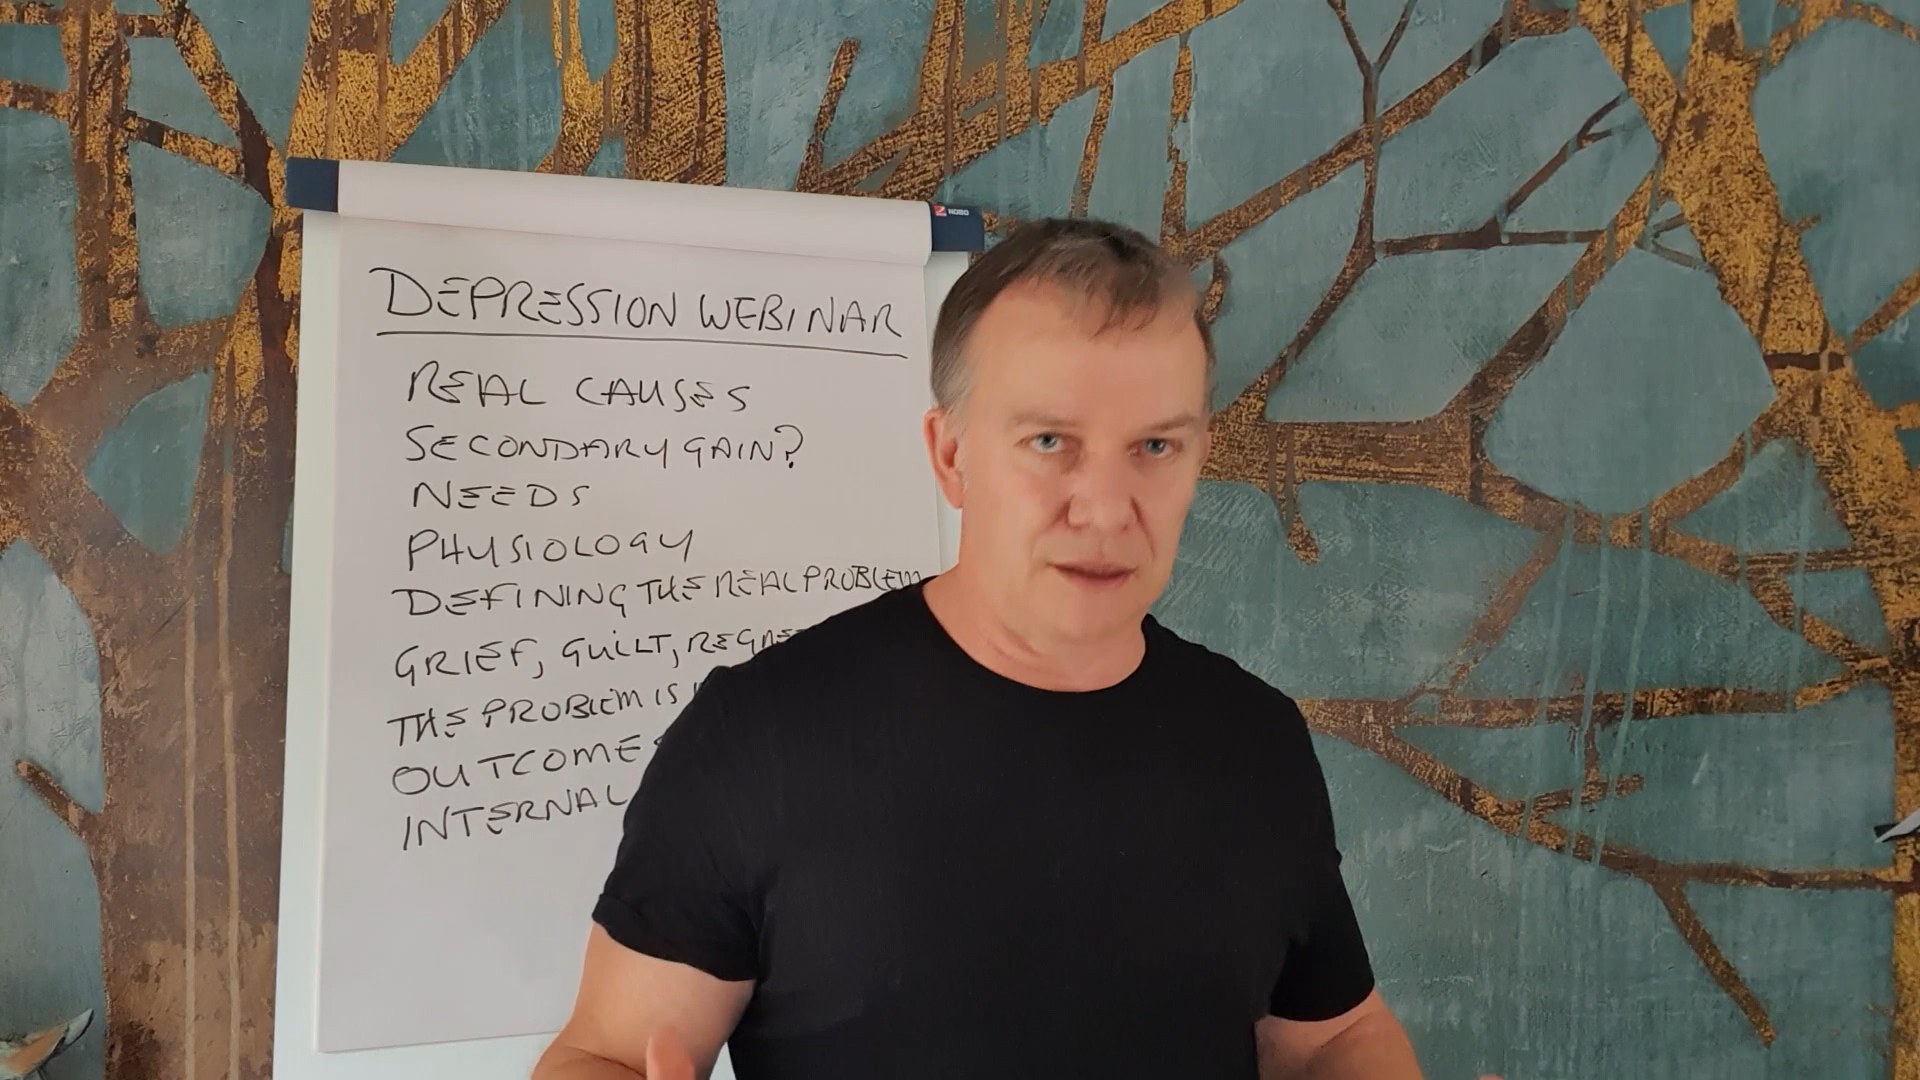 NOBO
DEPRESSION WEBINAR
REAL CAUSES
SECONDARY GAIN?
NEEDS
PHYSIOLOGY
DEFINING THE REAL PROBLEM
GRIEF, GUILT,
THE PROBLEM IS
OUTCOME
INTERNAL